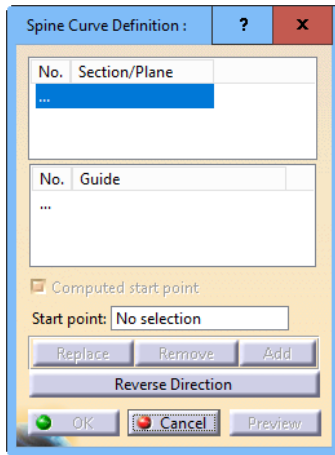 Spine Curve Definition : ? x
No. Section/Plane
...
No. Guide
...
Computed start point
Start point: No selection
Replace Remove Add
Reverse Direction
OK Cancel Preview